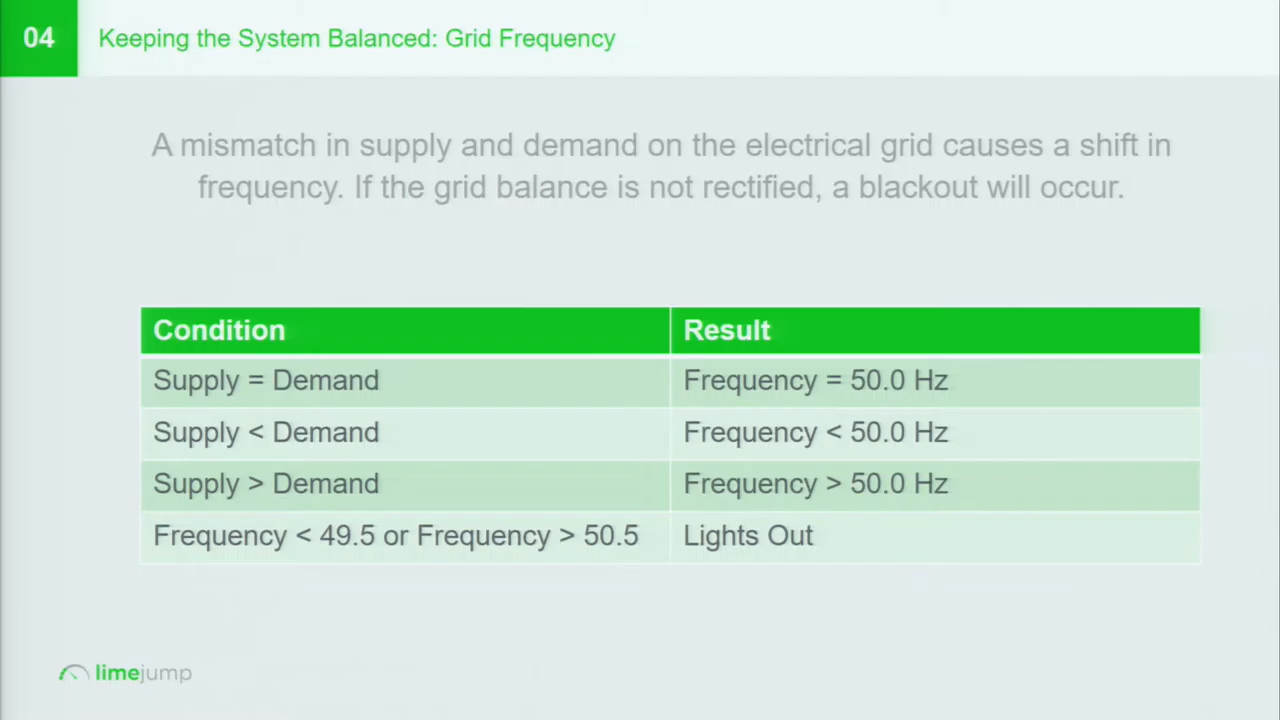 04
Keeping the System Balanced: Grid Frequency
A mismatch in supply and demand on the electrical grid causes a shift in
frequency. If the grid balance is not rectified, a blackout will occur.
Condition Result
Supply = Demand Frequency = 50.0 Hz
Supply < Demand Frequency < 50.0 Hz
Supply > Demand Frequency > 50.0 Hz
Frequency < 49.5 or Frequency > 50.5 Lights Out
limejump